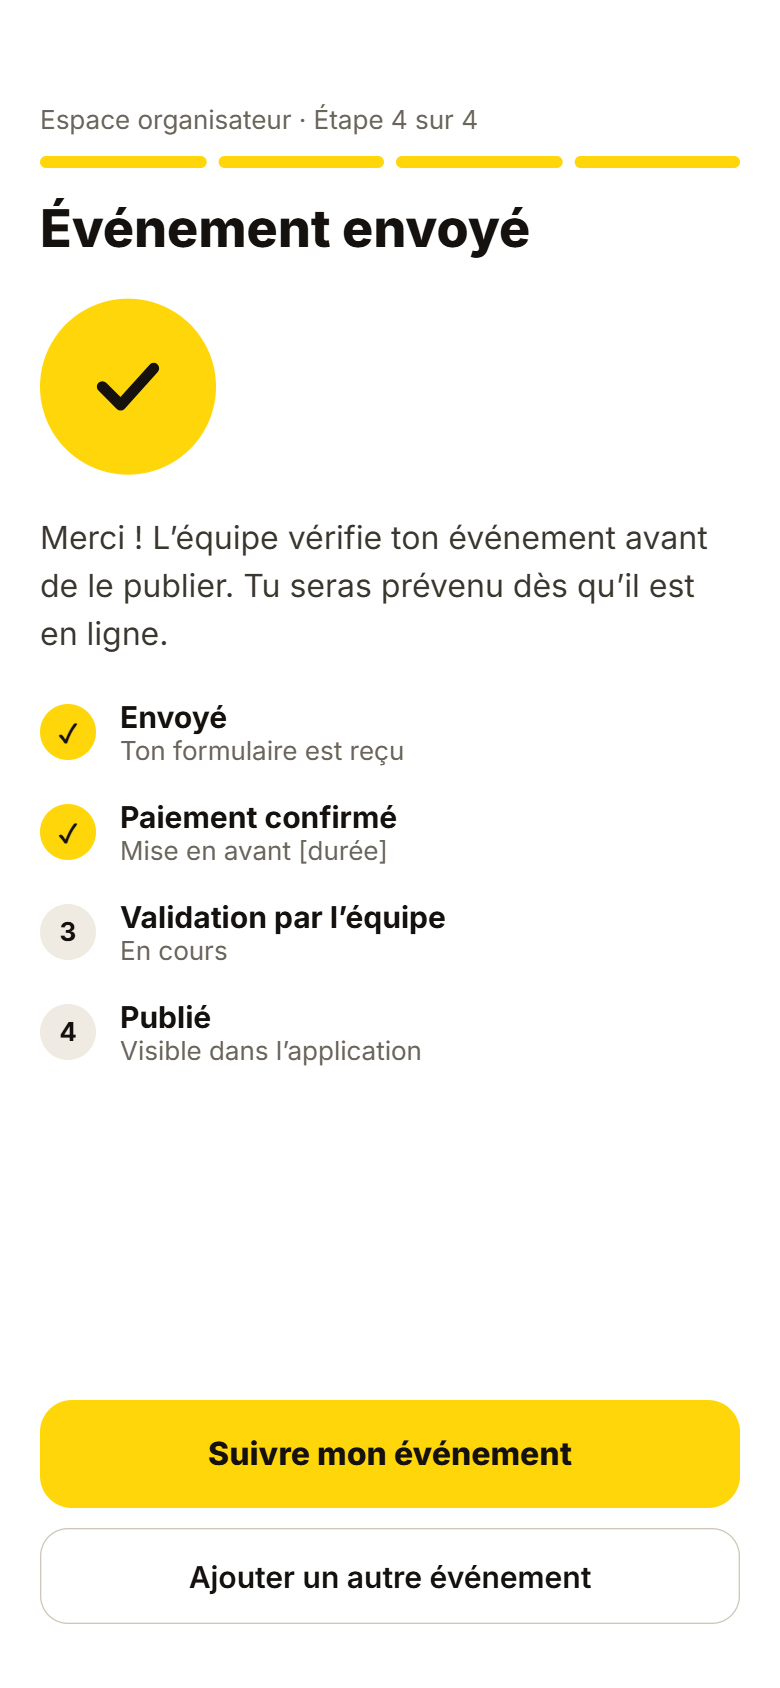 Espace organisateur · Étape 4 sur 4
Événement envoyé
Merci ! L’équipe vérifie ton événement avant
de le publier. Tu seras prévenu dès qu’il est
en ligne.
✓ Envoyé
Ton formulaire est reçu
✓ Paiement confirmé
Mise en avant [durée]
3 Validation par l’équipe
En cours
4 Publié
Visible dans l’application
Suivre mon événement
Ajouter un autre événement